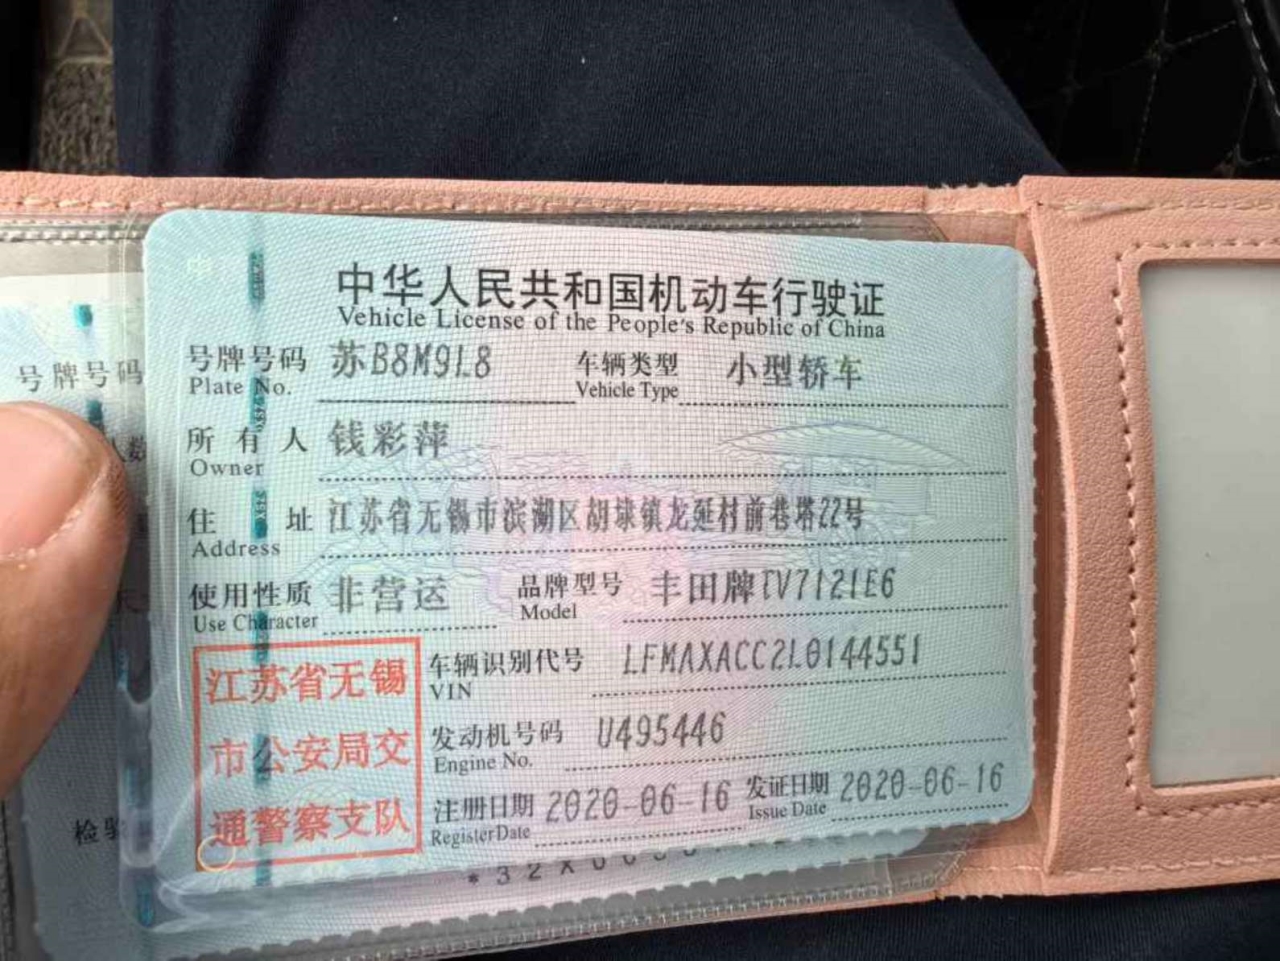 中华人民共和国机动车行驶证
Vehicle License of the People's Republic of China
号牌号码 苏B8M9L8 车辆类型 小型轿车
Plate No. Vehicle Type
所有人 钱彩萍
Owner
住址 江苏省无锡市滨湖区胡埭镇龙延村前巷塔22号
Address
使用性质 非营运 品牌型号 丰田牌TV7121E6
Use Character Model
江苏省无锡
市公安局交
通警察支队
车辆识别代号 LFMAXACC2L0144551
VIN
发动机号码 U495446
Engine No.
注册日期 2020-06-16 发证日期 2020-06-16
Register Date Issue Date
号牌号码
人数
检验